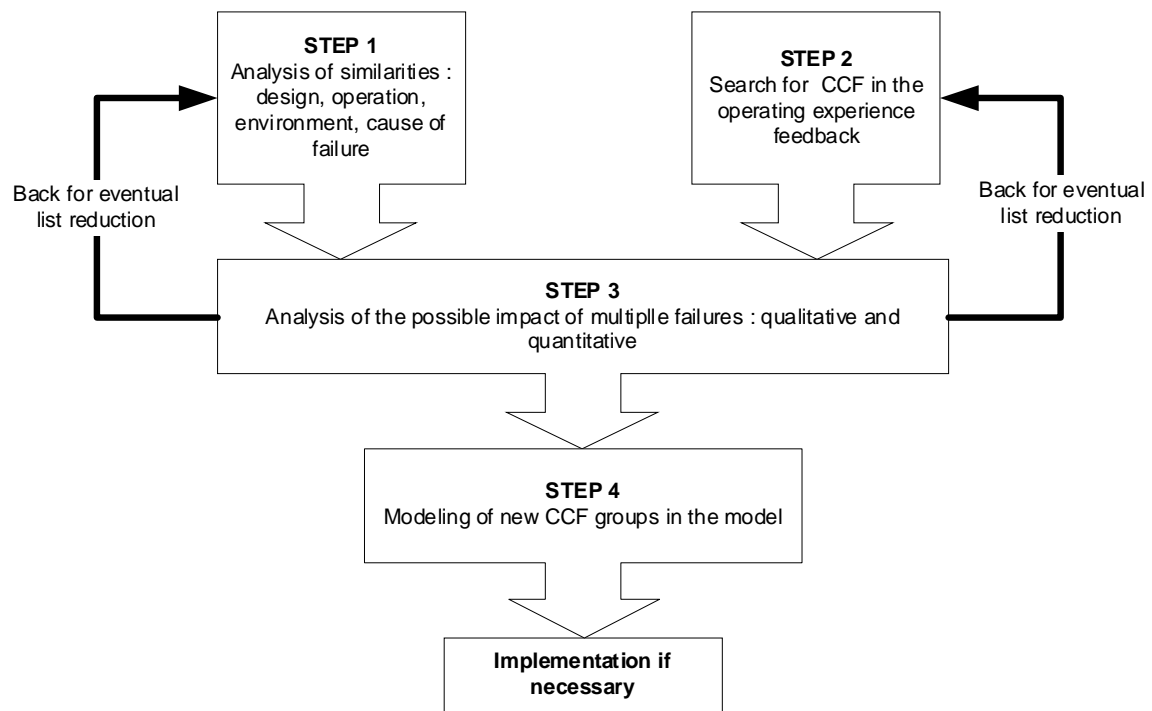 STEP 1
Analysis of similarities :
design, operation,
environment, cause of
failure
STEP 2
Search for CCF in the
operating experience
feedback
Back for eventual
list reduction
Back for eventual
list reduction
STEP 3
Analysis of the possible impact of multiplle failures : qualitative and
quantitative
STEP 4
Modeling of new CCF groups in the model
Implementation if
necessary